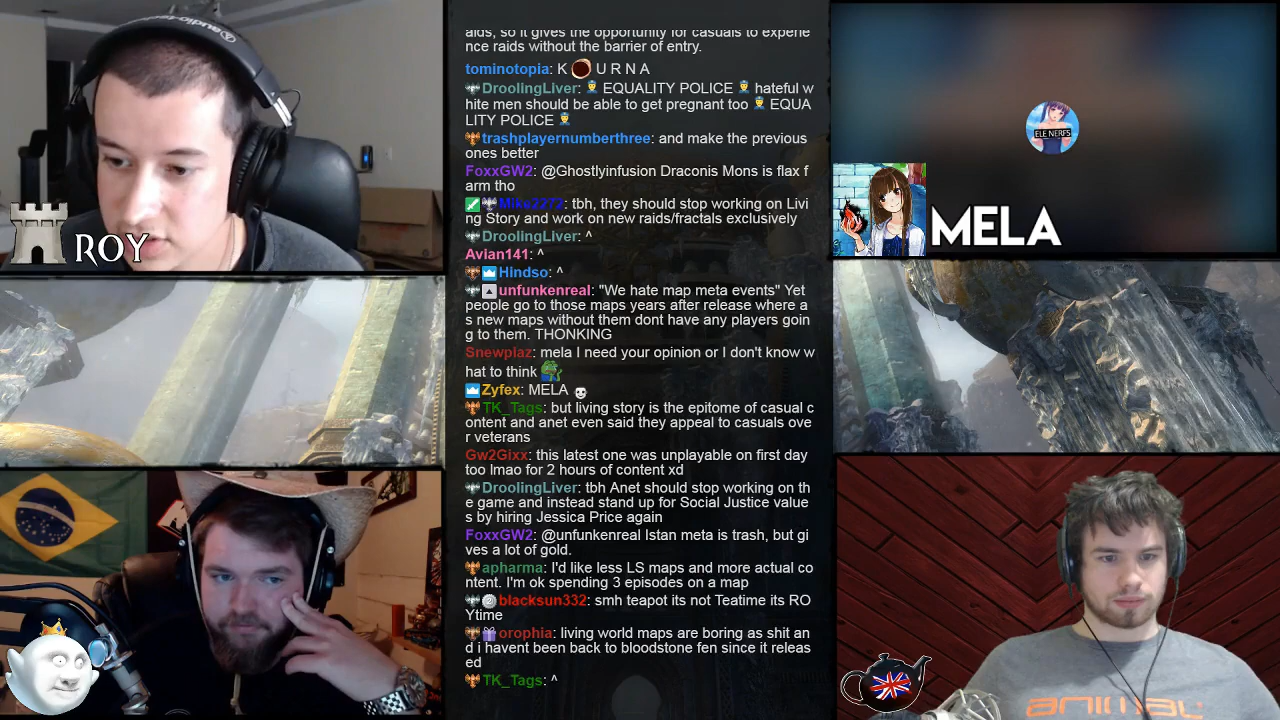 audio-technica
ROY
aids, so it gives the opportunity for casuals to experie
nce raids without the barrier of entry.
tominotopia: K U R N A
DroolingLiver: EQUALITY POLICE hateful w
hite men should be able to get pregnant too EQUA
LITY POLICE
trashplayernumberthree: and make the previous
ones better
FoxxGW2: @Ghostlyinfusion Draconis Mons is flax f
arm tho
Mike2272: tbh, they should stop working on Livi
ng Story and work on new raids/fractals exclusively
DroolingLiver: ^
Avian141: ^
Hindso: ^
unfunkenreal: "We hate map meta events" Yet
people go to those maps years after release where a
s new maps without them dont have any players goin
g to them. THONKING
Snewplaz: mela I need your opinion or I don't know w
hat to think
Zyfex: MELA
TK_Tags: but living story is the epitome of casual c
ontent and anet even said they appeal to casuals ove
r veterans
Gw2Gixx: this latest one was unplayable on first day
too lmao for 2 hours of content xd
DroolingLiver: tbh Anet should stop working on th
e game and instead stand up for Social Justice value
s by hiring Jessica Price again
FoxxGW2: @unfunkenreal Istan meta is trash, but gi
ves a lot of gold.
apharma: I'd like less LS maps and more actual co
ntent. I'm ok spending 3 episodes on a map
blacksun332: smh teapot its not Teatime its RO
Ytime
orophia: living world maps are boring as shit an
d i havent been back to bloodstone fen since it releas
ed
TK_Tags: ^
ELE NERFS
MELA
animal